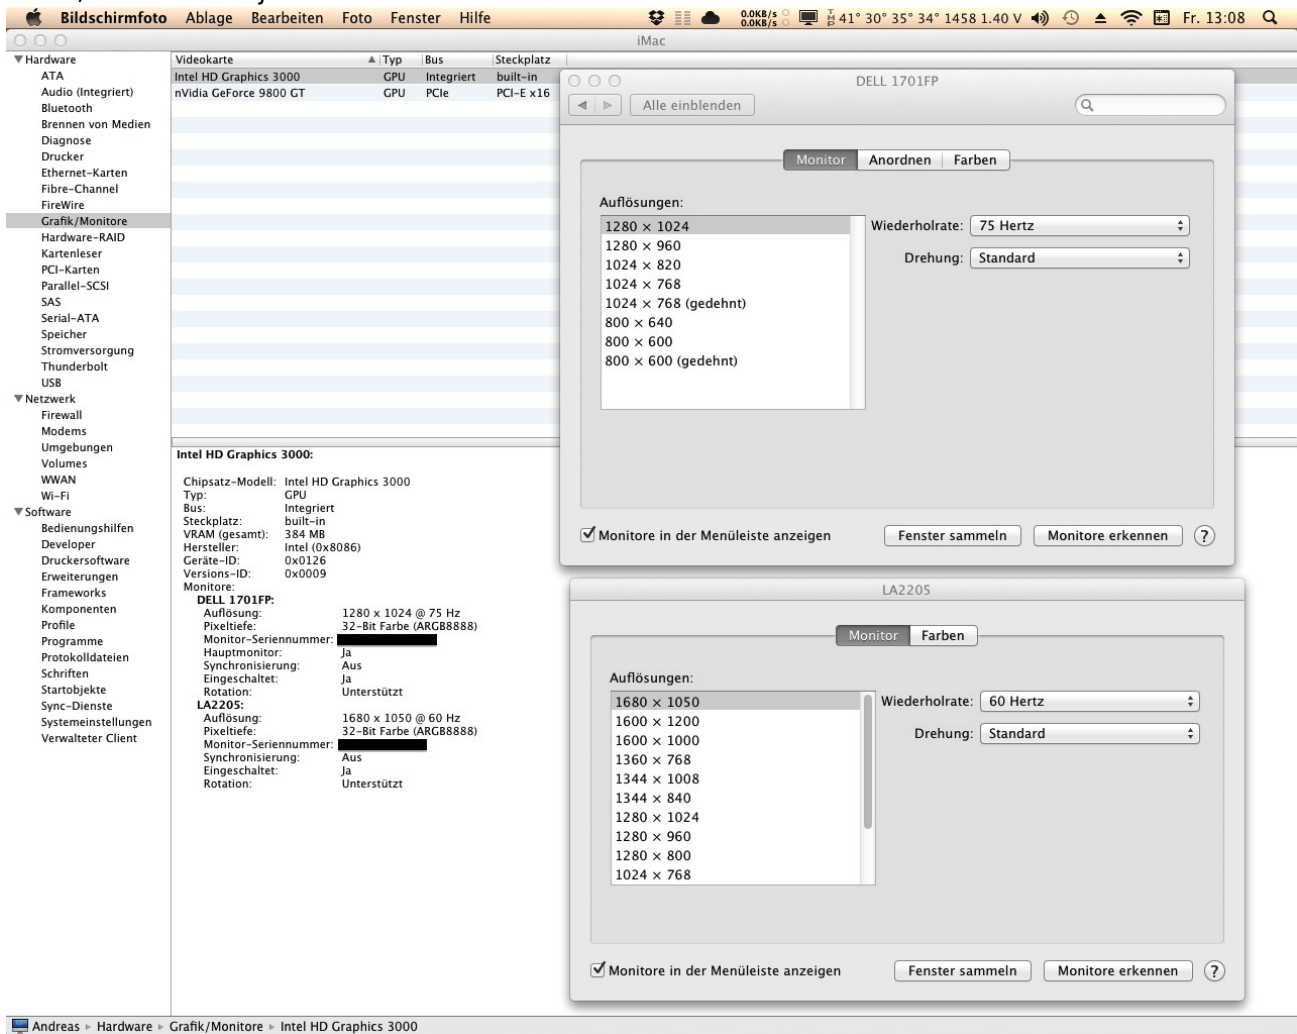 Bildschirmfoto Ablage Bearbeiten Foto Fenster Hilfe 0.0KB/s 0.0KB/s 41° 30° 35° 34° 1458 1.40 V Fr. 13:08
iMac
Hardware
ATA
Audio (Integriert)
Bluetooth
Brennen von Medien
Diagnose
Drucker
Ethernet-Karten
Fibre-Channel
FireWire
Grafik/Monitore
Hardware-RAID
Kartenleser
PCI-Karten
Parallel-SCSI
SAS
Serial-ATA
Speicher
Stromversorgung
Thunderbolt
USB
Netzwerk
Firewall
Modems
Umgebungen
Volumes
WWAN
Wi-Fi
Software
Bedienungshilfen
Developer
Druckersoftware
Erweiterungen
Frameworks
Komponenten
Profile
Programme
Protokolldateien
Schriften
Startobjekte
Sync-Dienste
Systemeinstellungen
Verwalteter Client
Videokarte Typ Bus Steckplatz
Intel HD Graphics 3000 GPU Integriert built-in
nVidia GeForce 9800 GT GPU PCIe PCI-E x16
Intel HD Graphics 3000:
Chipsatz-Modell: Intel HD Graphics 3000
Typ: GPU
Bus: Integriert
Steckplatz: built-in
VRAM (gesamt): 384 MB
Hersteller: Intel (0x8086)
Geräte-ID: 0x0126
Versions-ID: 0x0009
Monitore:
DELL 1701FP:
Auflösung: 1280 x 1024 @ 75 Hz
Pixeltiefe: 32-Bit Farbe (ARGB8888)
Monitor-Seriennummer:
Hauptmonitor: Ja
Synchronisierung: Aus
Eingeschaltet: Ja
Rotation: Unterstützt
LA2205:
Auflösung: 1680 x 1050 @ 60 Hz
Pixeltiefe: 32-Bit Farbe (ARGB8888)
Monitor-Seriennummer:
Synchronisierung: Aus
Eingeschaltet: Ja
Rotation: Unterstützt
DELL 1701FP
Alle einblenden
Monitor Anordnen Farben
Auflösungen:
1280 × 1024
1280 × 960
1024 × 820
1024 × 768
1024 × 768 (gedehnt)
800 × 640
800 × 600
800 × 600 (gedehnt)
Wiederholrate: 75 Hertz
Drehung: Standard
Monitore in der Menüleiste anzeigen Fenster sammeln Monitore erkennen ?
LA2205
Monitor Farben
Auflösungen:
1680 × 1050
1600 × 1200
1600 × 1000
1360 × 768
1344 × 1008
1344 × 840
1280 × 1024
1280 × 960
1280 × 800
1024 × 768
Wiederholrate: 60 Hertz
Drehung: Standard
Monitore in der Menüleiste anzeigen Fenster sammeln Monitore erkennen ?
Andreas ▸ Hardware ▸ Grafik/Monitore ▸ Intel HD Graphics 3000